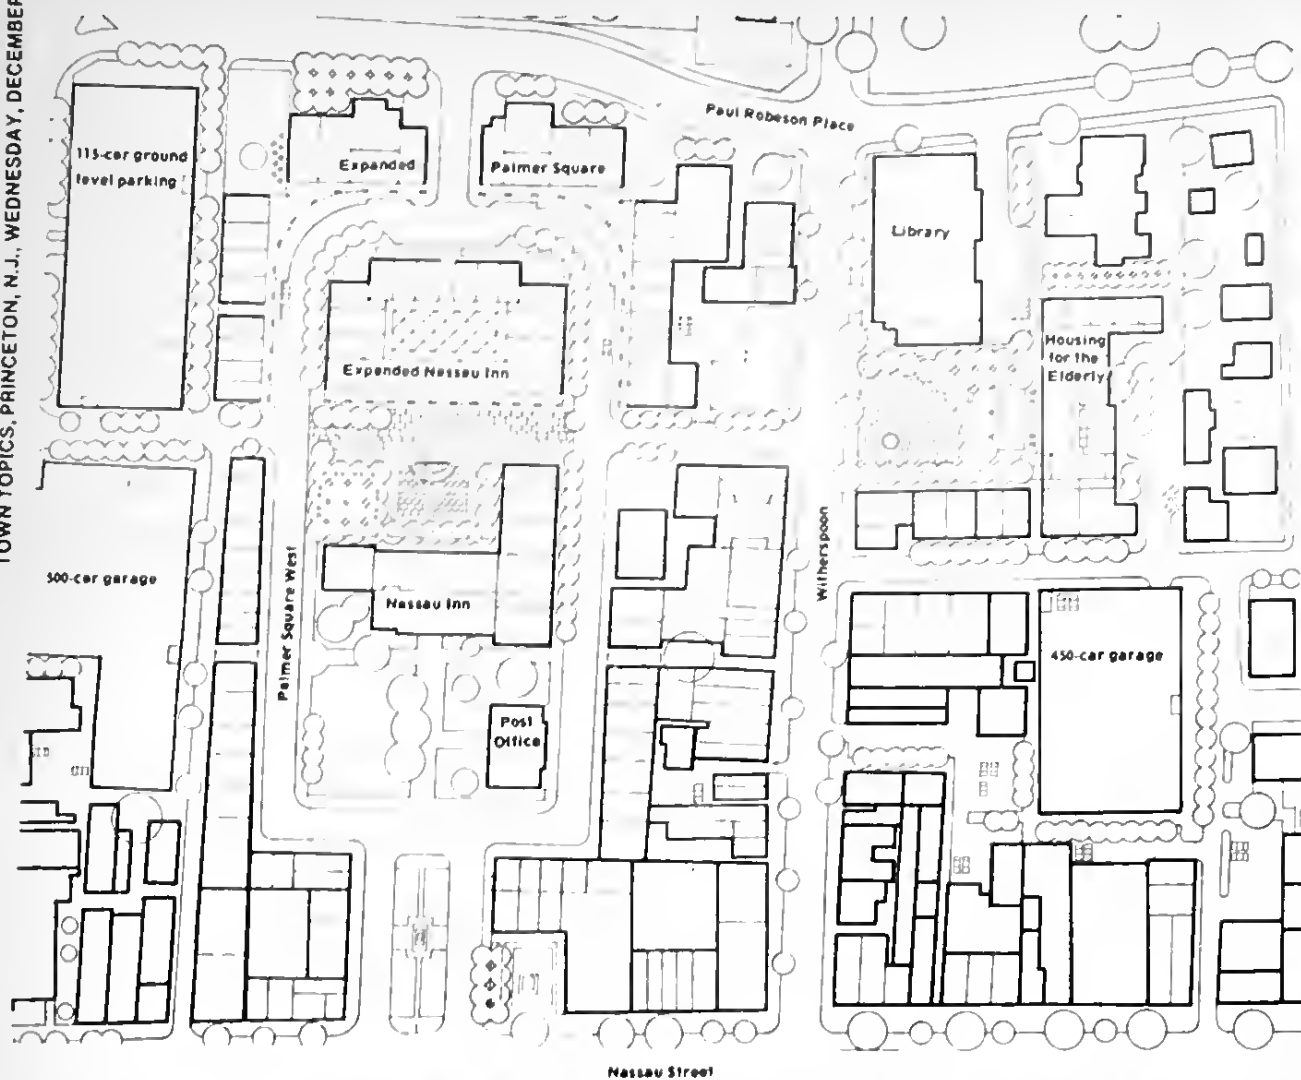 TOWN TOPICS, PRINCETON, N.J., WEDNESDAY, DECEMBER
Paul Robeson Place
115-car ground
level parking
Expanded
Palmer Square
Library
Housing
for the
Elderly
Expanded Nassau Inn
500-car garage
Palmer Square West
Nassau Inn
Witherspoon
450-car garage
Post
Office
Nassau Street